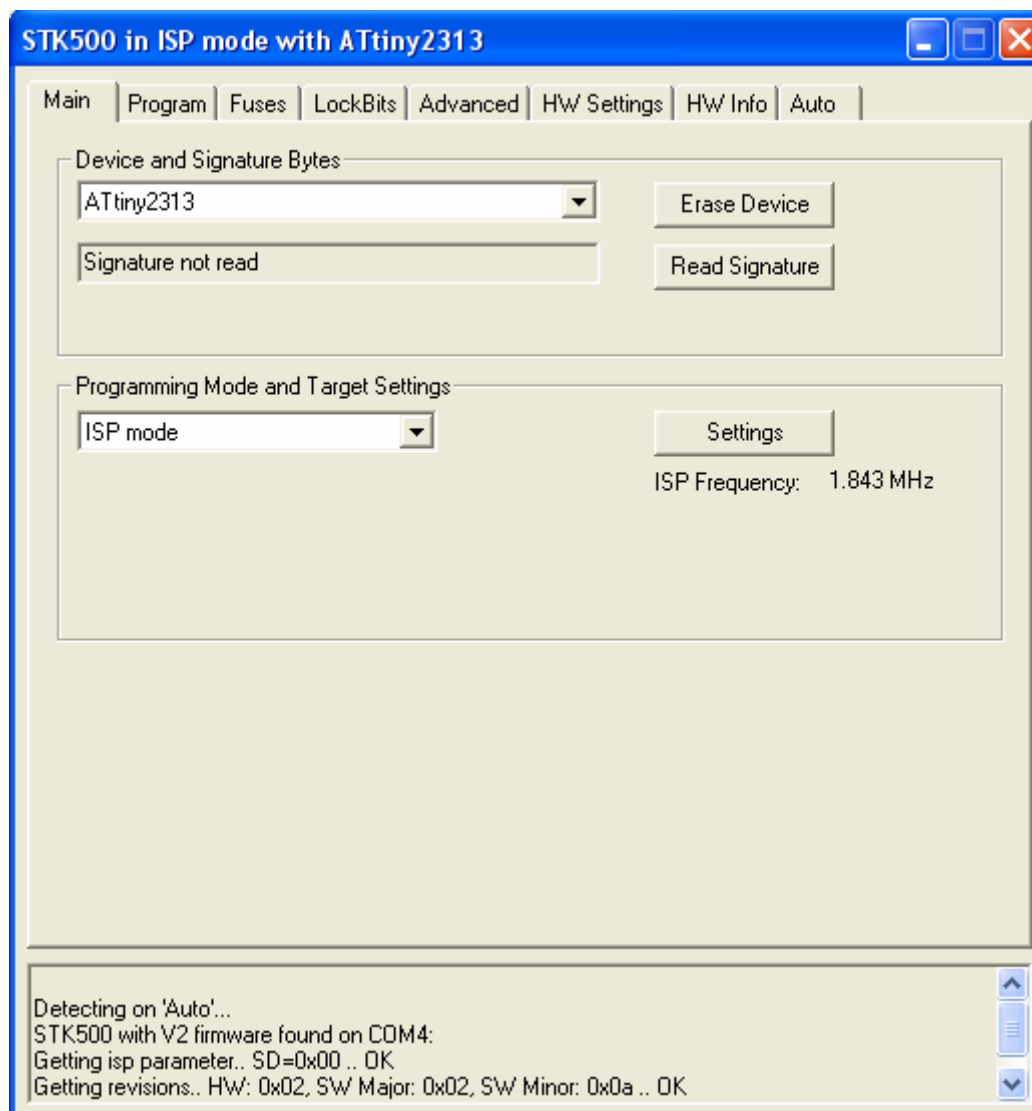 STK500 in ISP mode with ATtiny2313
Main Program Fuses LockBits Advanced HW Settings HW Info Auto
Device and Signature Bytes
ATtiny2313
Erase Device
Signature not read
Read Signature
Programming Mode and Target Settings
ISP mode
Settings
ISP Frequency: 1.843 MHz
Detecting on 'Auto'...
STK500 with V2 firmware found on COM4:
Getting isp parameter.. SD=0x00 .. OK
Getting revisions.. HW: 0x02, SW Major: 0x02, SW Minor: 0x0a .. OK